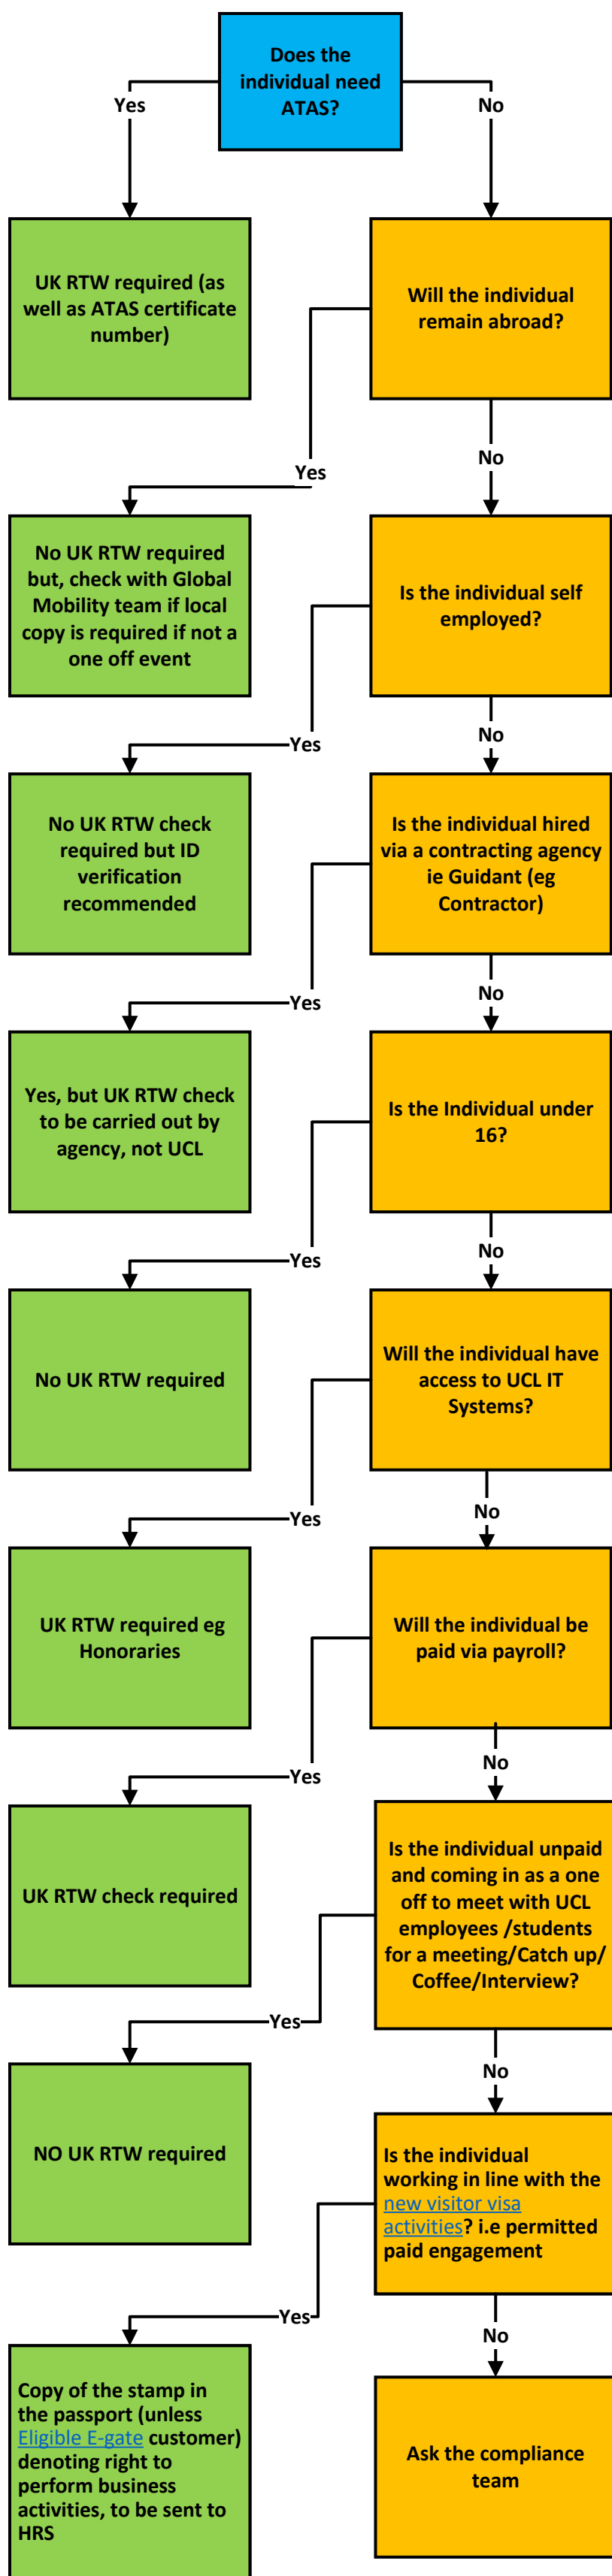 Does the
individual need
ATAS?
Yes
No
UK RTW required (as
well as ATAS certificate
number)
Will the individual
remain abroad?
No
Yes
No UK RTW required
but, check with Global
Mobility team if local
copy is required if not a
one off event
Is the individual self
employed?
No
Yes
No UK RTW check
required but ID
verification
recommended
Is the individual hired
via a contracting agency
ie Guidant (eg
Contractor)
No
Yes
Yes, but UK RTW check
to be carried out by
agency, not UCL
Is the Individual under
16?
No
Yes
No UK RTW required
Will the individual have
access to UCL IT
Systems?
No
Yes
UK RTW required eg
Honoraries
Will the individual be
paid via payroll?
No
Yes
UK RTW check required
Is the individual unpaid
and coming in as a one
off to meet with UCL
employees /students
for a meeting/Catch up/
Coffee/Interview?
Yes
No
NO UK RTW required
Is the individual
working in line with the
new visitor visa
activities? i.e permitted
paid engagement
Yes
No
Copy of the stamp in
the passport (unless
Eligible E-gate customer)
denoting right to
perform business
activities, to be sent to
HRS
Ask the compliance
team